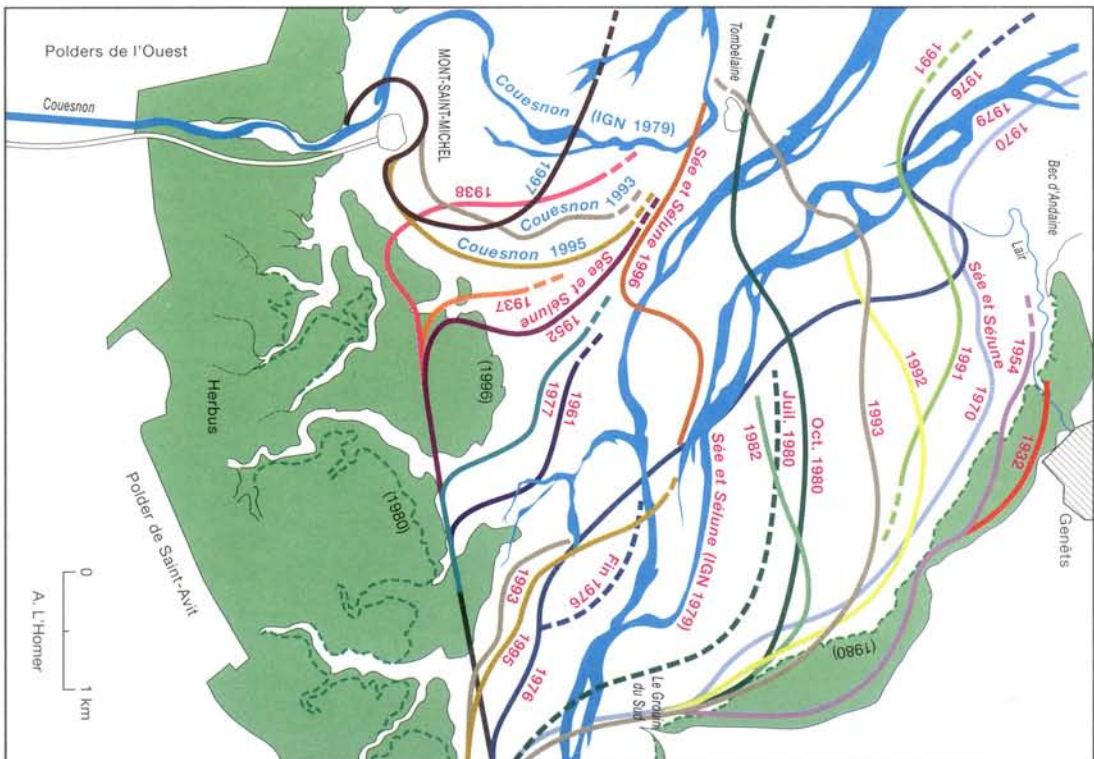 Polders de l'Ouest
Couesnon
MONT-SAINT-MICHEL
Couesnon (IGN 1979)
Tombelaine
1991
1976
1979
1970
Bec d'Andaine
Lair
1997
1938
Couesnon 1993
Couesnon 1995
Sée et Sélune 1996
Sée et Sélune
1937
1952
Sée et Sélune
1954
1992
1991
1970
1932
Genêts
1993
Herbus
(1996)
1977
1961
Juil. 1980
Oct. 1980
1982
Sée et Sélune (IGN 1979)
(1980)
Polder de Saint-Avit
Fin 1976
1993
1995
1976
Le Grouin
du Sud
(1980)
0
1 km
A. L'Homer